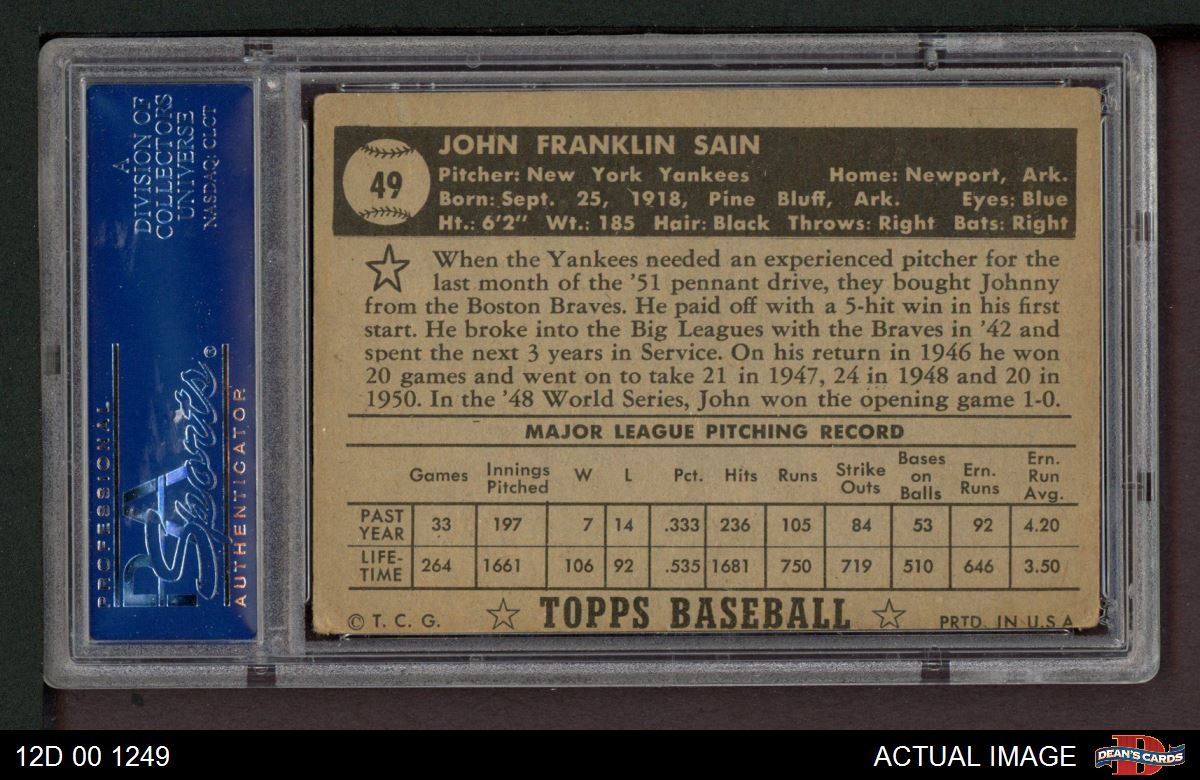 A
DIVISION OF
COLLECTORS
UNIVERSE
NASDAQ: CLCT
PROFESSIONAL
PSA
Sports®
AUTHENTICATOR
49
JOHN FRANKLIN SAIN
Pitcher: New York Yankees Home: Newport, Ark.
Born: Sept. 25, 1918, Pine Bluff, Ark. Eyes: Blue
Ht.: 6'2" Wt.: 185 Hair: Black Throws: Right Bats: Right
When the Yankees needed an experienced pitcher for the
last month of the '51 pennant drive, they bought Johnny
from the Boston Braves. He paid off with a 5-hit win in his first
start. He broke into the Big Leagues with the Braves in '42 and
spent the next 3 years in Service. On his return in 1946 he won
20 games and went on to take 21 in 1947, 24 in 1948 and 20 in
1950. In the '48 World Series, John won the opening game 1-0.
MAJOR LEAGUE PITCHING RECORD
Games Innings Pitched W L Pct. Hits Runs Strike Outs Bases on Balls Ern. Runs Ern. Run Avg.
PAST YEAR 33 197 7 14 .333 236 105 84 53 92 4.20
LIFE-TIME 264 1661 106 92 .535 1681 750 719 510 646 3.50
© T. C. G. TOPPS BASEBALL PRTD. IN U.S.A.
12D 00 1249
ACTUAL IMAGE
D
DEAN'S CARDS